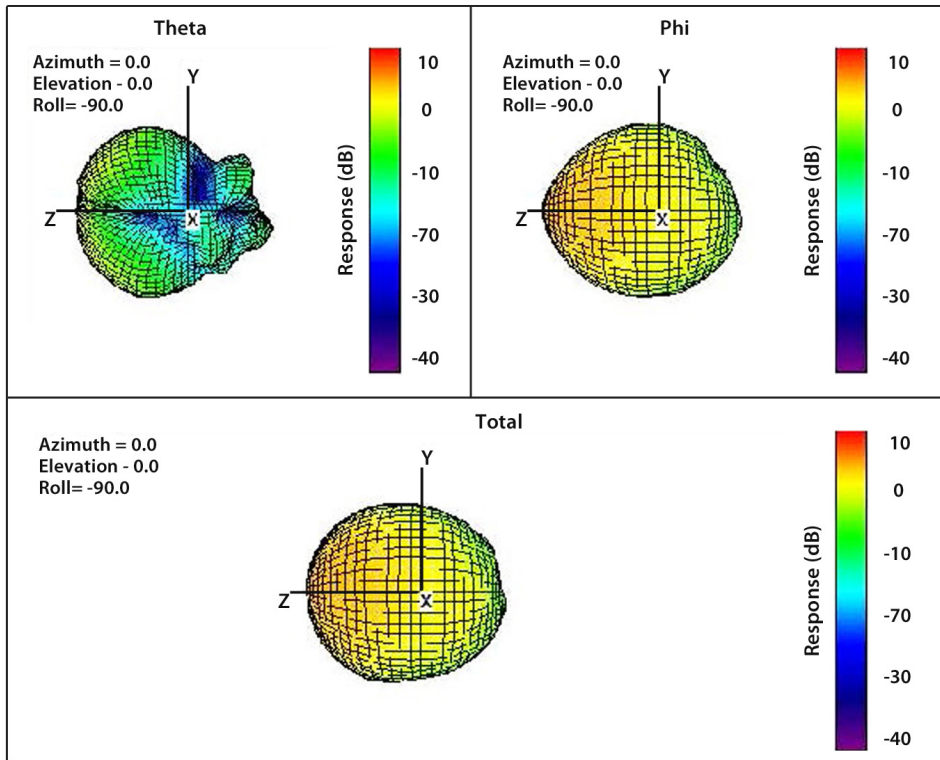 Theta
Azimuth = 0.0
Elevation - 0.0
Roll= -90.0
Y
Z
X
Response (dB)
10
0
-10
-70
-30
-40
Phi
Azimuth = 0.0
Elevation - 0.0
Roll= -90.0
Y
Z
X
Response (dB)
10
0
-10
-70
-30
-40
Total
Azimuth = 0.0
Elevation - 0.0
Roll= -90.0
Y
Z
X
Response (dB)
10
0
-10
-70
-30
-40